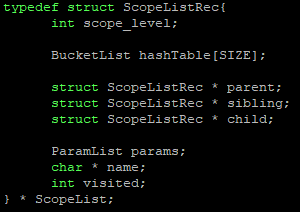 typedef struct ScopeListRec{
int scope_level;
BucketList hashTable[SIZE];
struct ScopeListRec * parent;
struct ScopeListRec * sibling;
struct ScopeListRec * child;
ParamList params;
char * name;
int visited;
} * ScopeList;